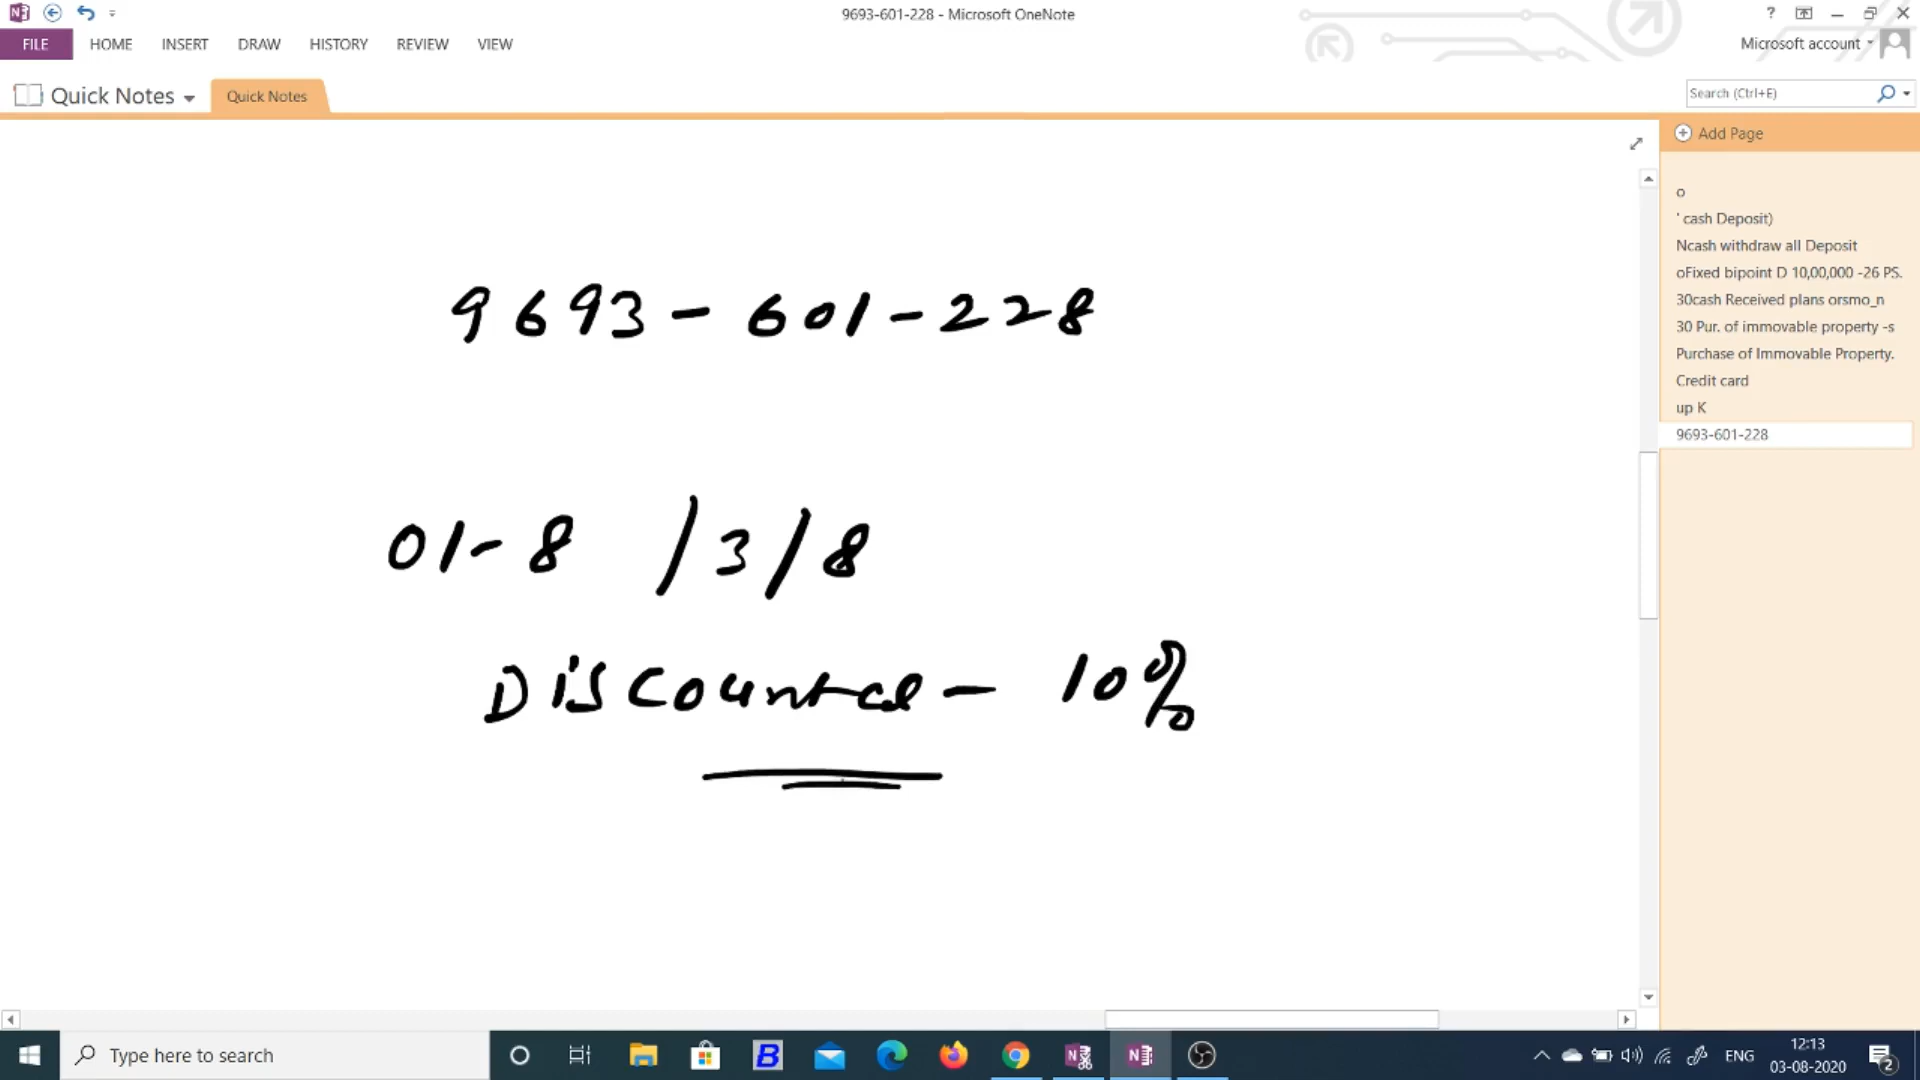 9693-601-228 - Microsoft OneNote
?
FILE HOME INSERT DRAW HISTORY REVIEW VIEW
Microsoft account
Quick Notes
Quick Notes
Search (Ctrl+E)
Add Page
9693-601-228
01-8 /3/8
Discounted - 10%
o
' cash Deposit)
Ncash withdraw all Deposit
oFixed bipoint D 10,00,000 -26 PS.
30cash Received plans orsmo_n
30 Pur. of immovable property -s
Purchase of Immovable Property.
Credit card
up K
9693-601-228
Type here to search
B
N
N
ENG
12:13
03-08-2020
2